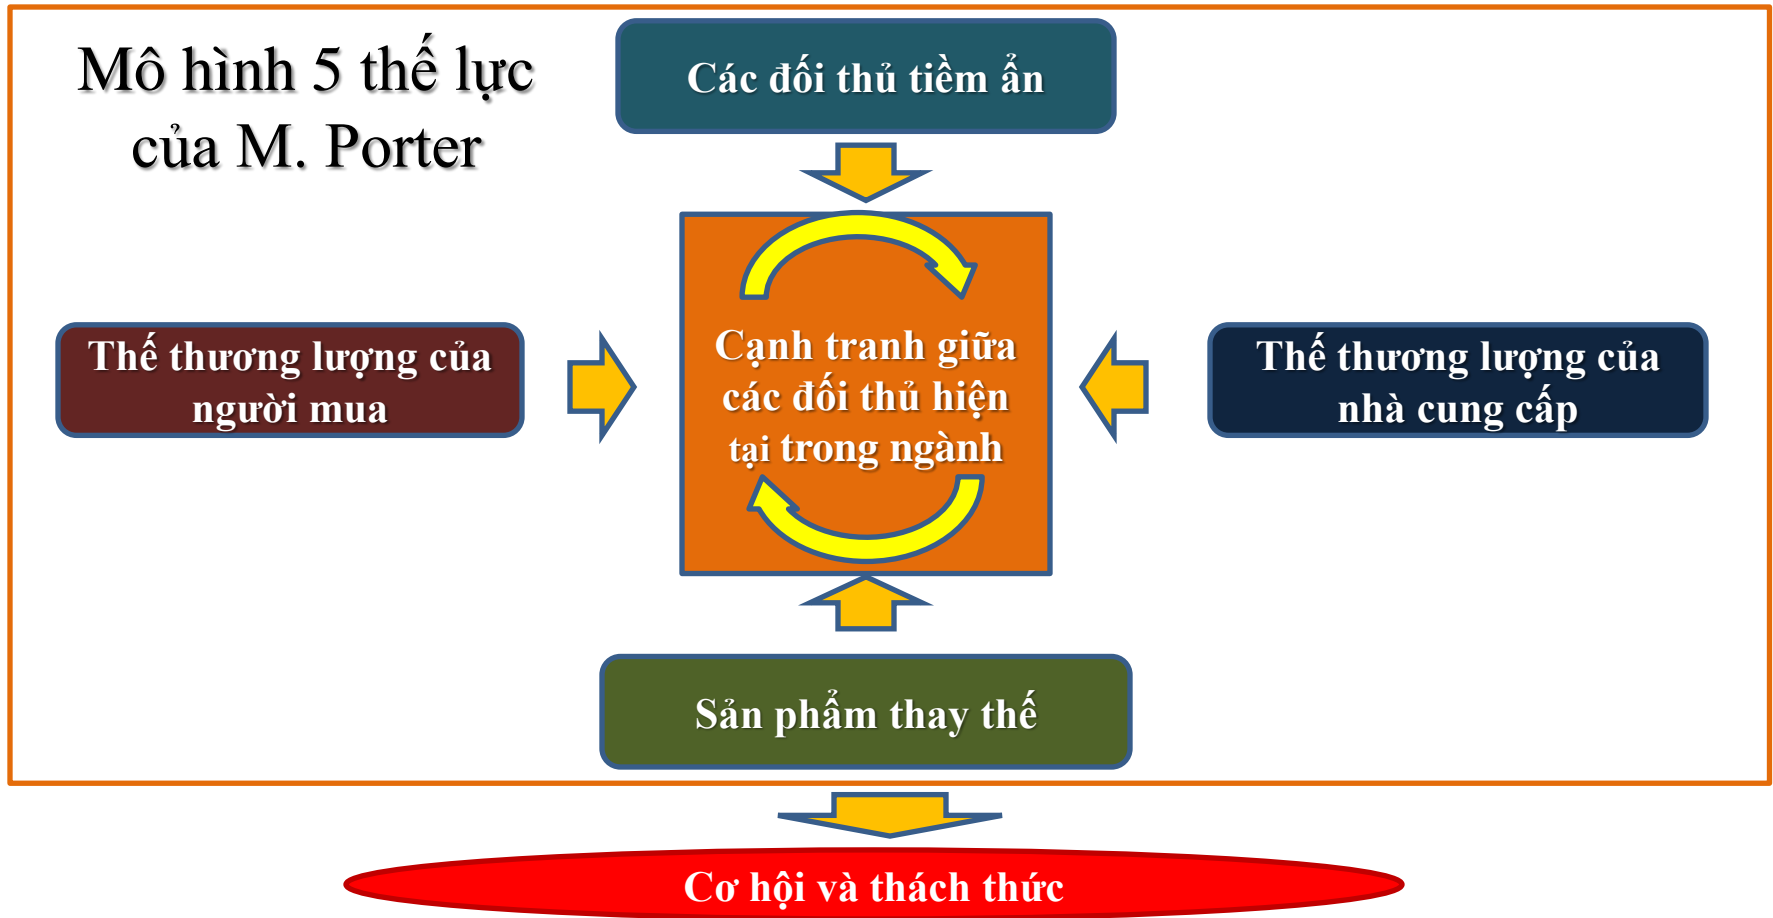 Mô hình 5 thế lực
của M. Porter
Các đối thủ tiềm ẩn
Thế thương lượng của
người mua
Cạnh tranh giữa
các đối thủ hiện
tại trong ngành
Thế thương lượng của
nhà cung cấp
Sản phẩm thay thế
Cơ hội và thách thức